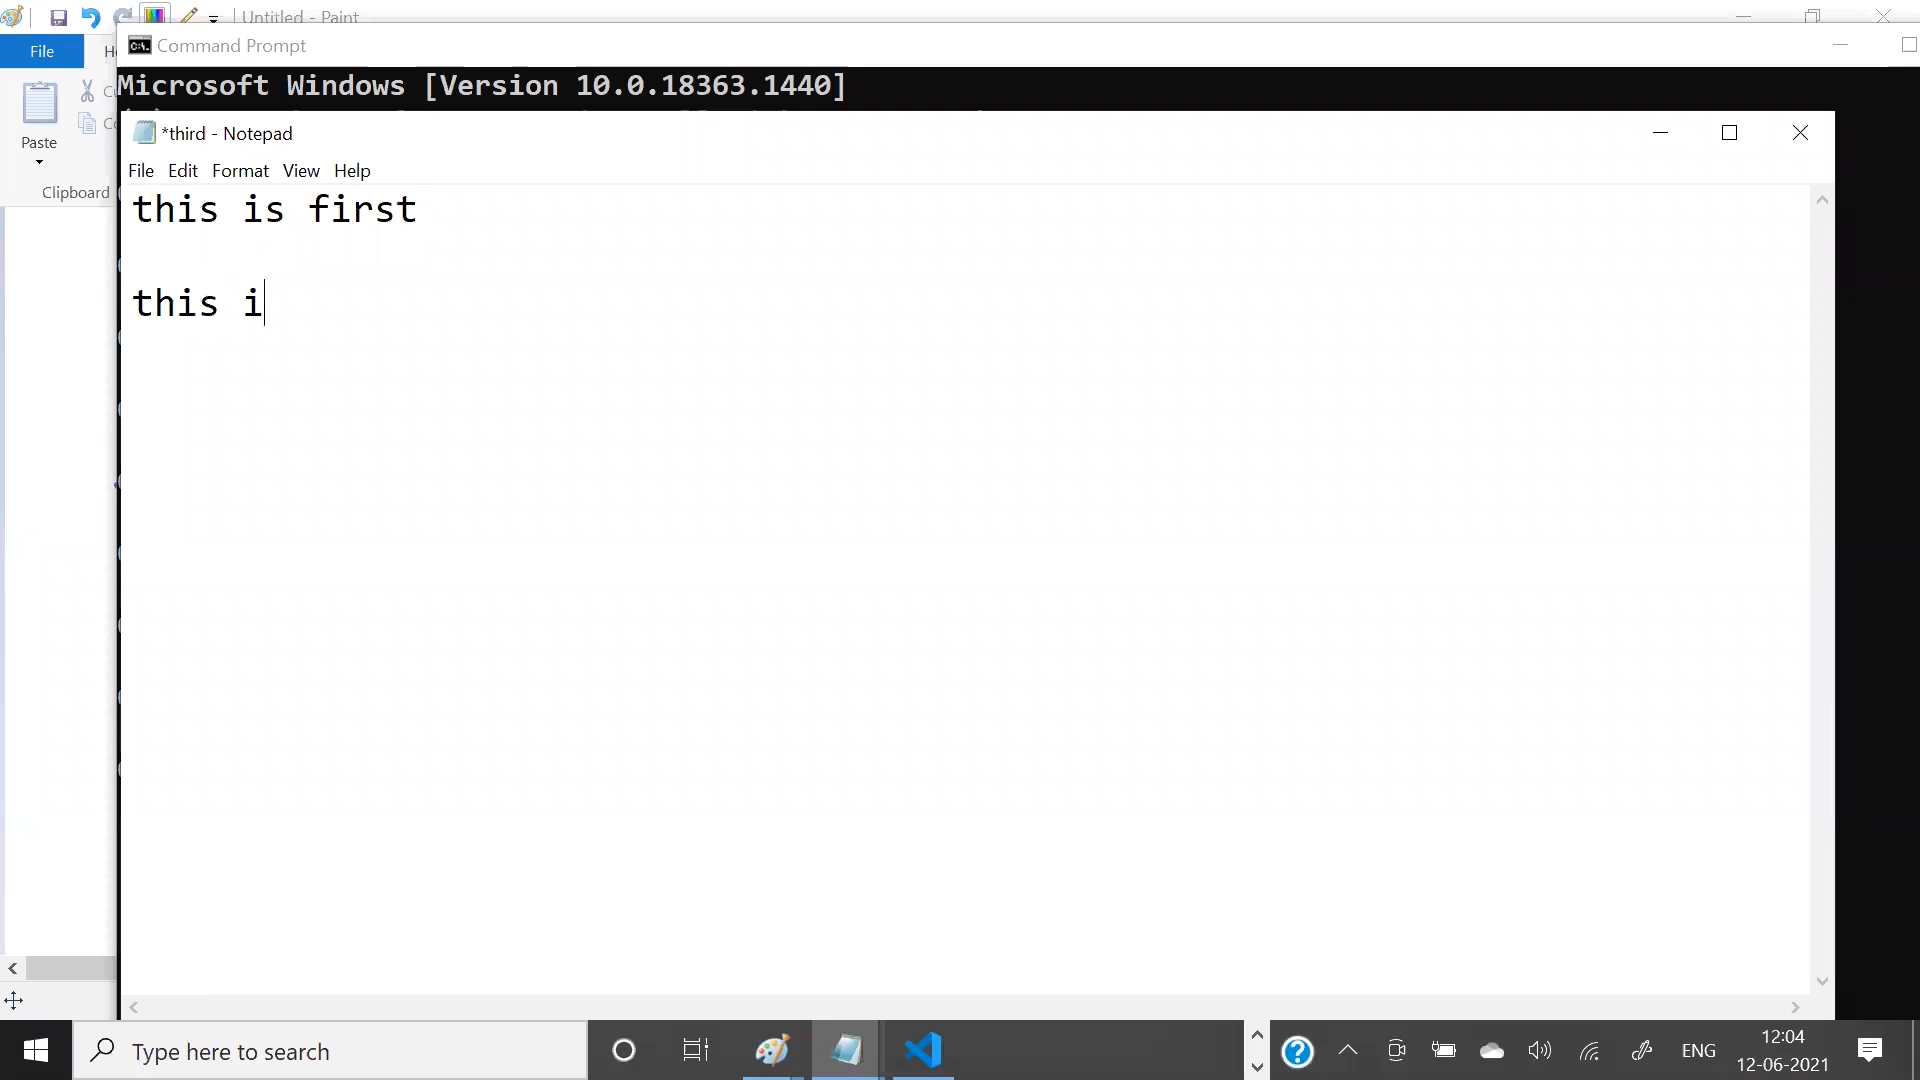 Untitled - Paint
File
Command Prompt
Microsoft Windows [Version 10.0.18363.1440]
Paste
Clipboard
*third - Notepad
File Edit Format View Help
this is first
this i
Type here to search
ENG
12:04
12-06-2021